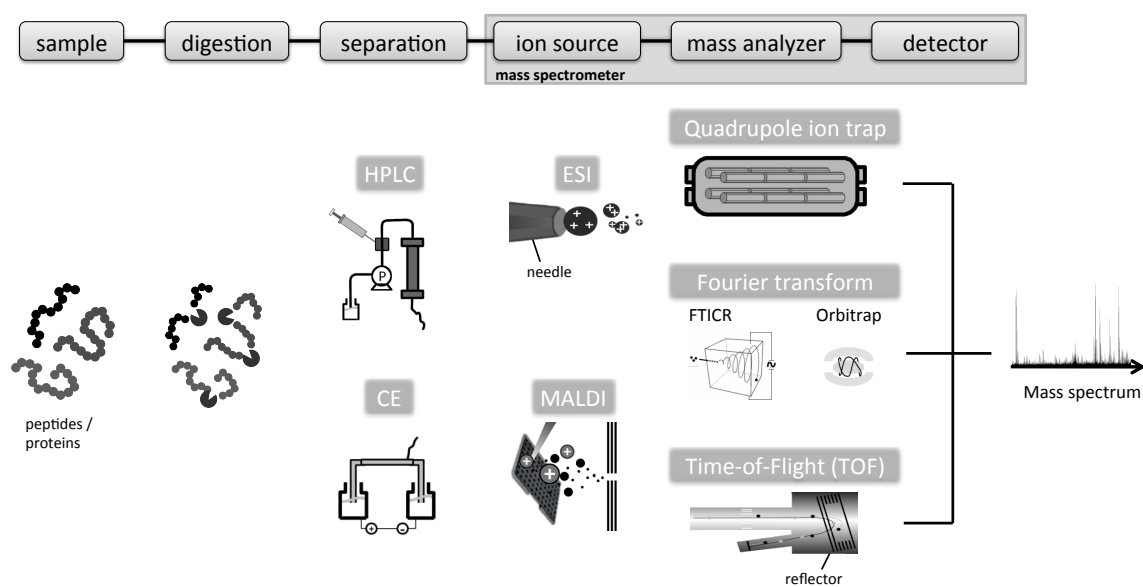 sample
digestion
separation
ion source
mass analyzer
detector
mass spectrometer
Quadrupole ion trap
HPLC
ESI
P
needle
Fourier transform
FTICR
Orbitrap
Mass spectrum
peptides /
proteins
CE
MALDI
Time-of-Flight (TOF)
reflector